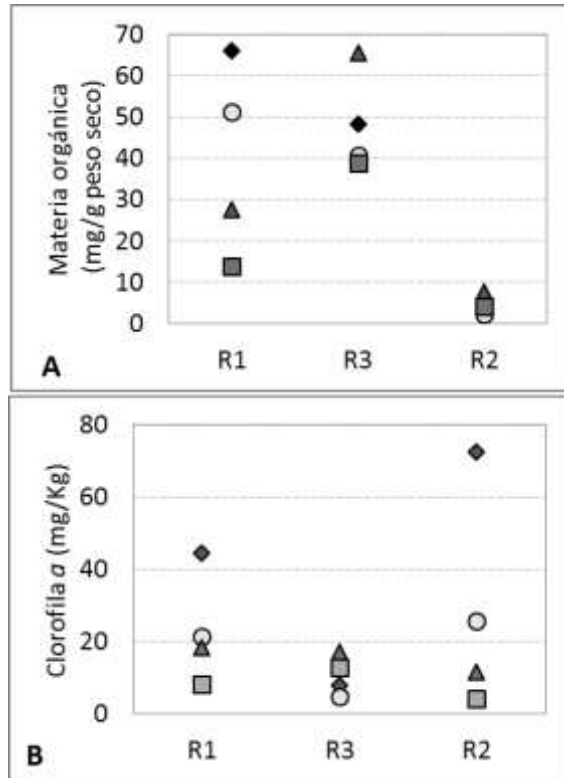 70
60
50
40
30
20
10
0
Materia orgánica
(mg/g peso seco)
R1 R3 R2
A
80
60
40
20
0
Clorofila a (mg/Kg)
R1 R3 R2
B